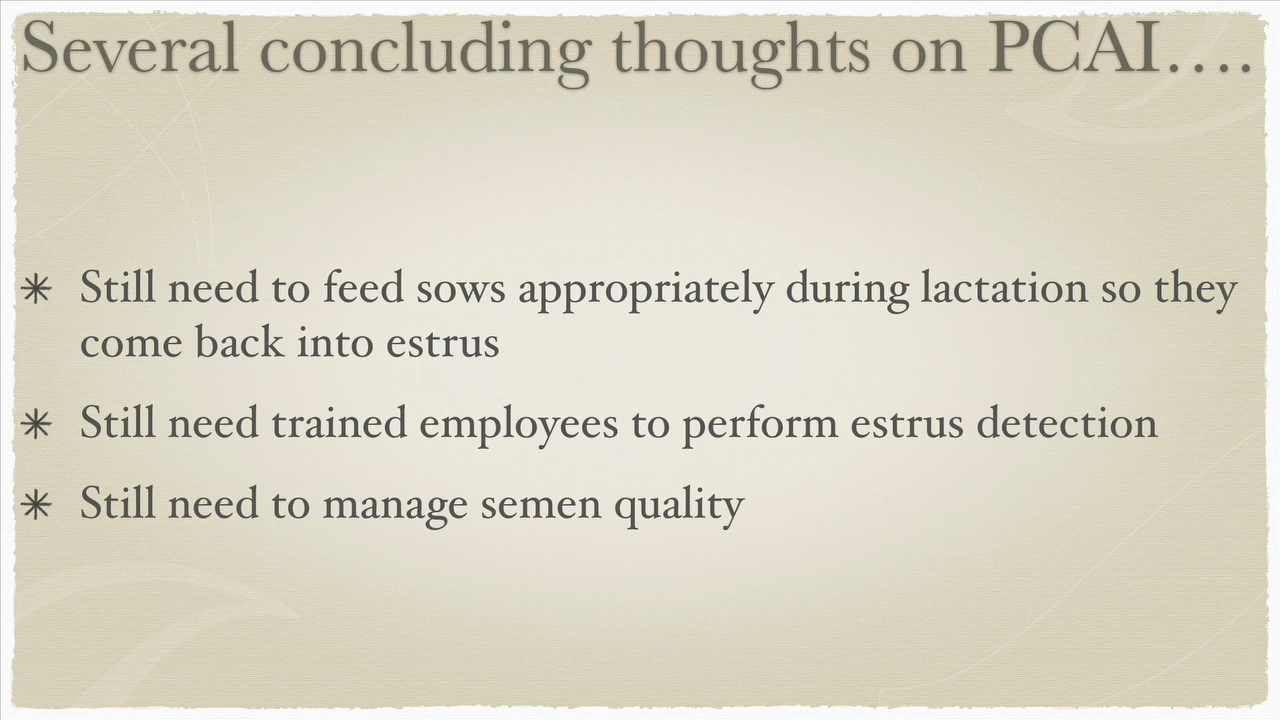 Several concluding thoughts on PCAI....
✳ Still need to feed sows appropriately during lactation so they
come back into estrus
✳ Still need trained employees to perform estrus detection
✳ Still need to manage semen quality